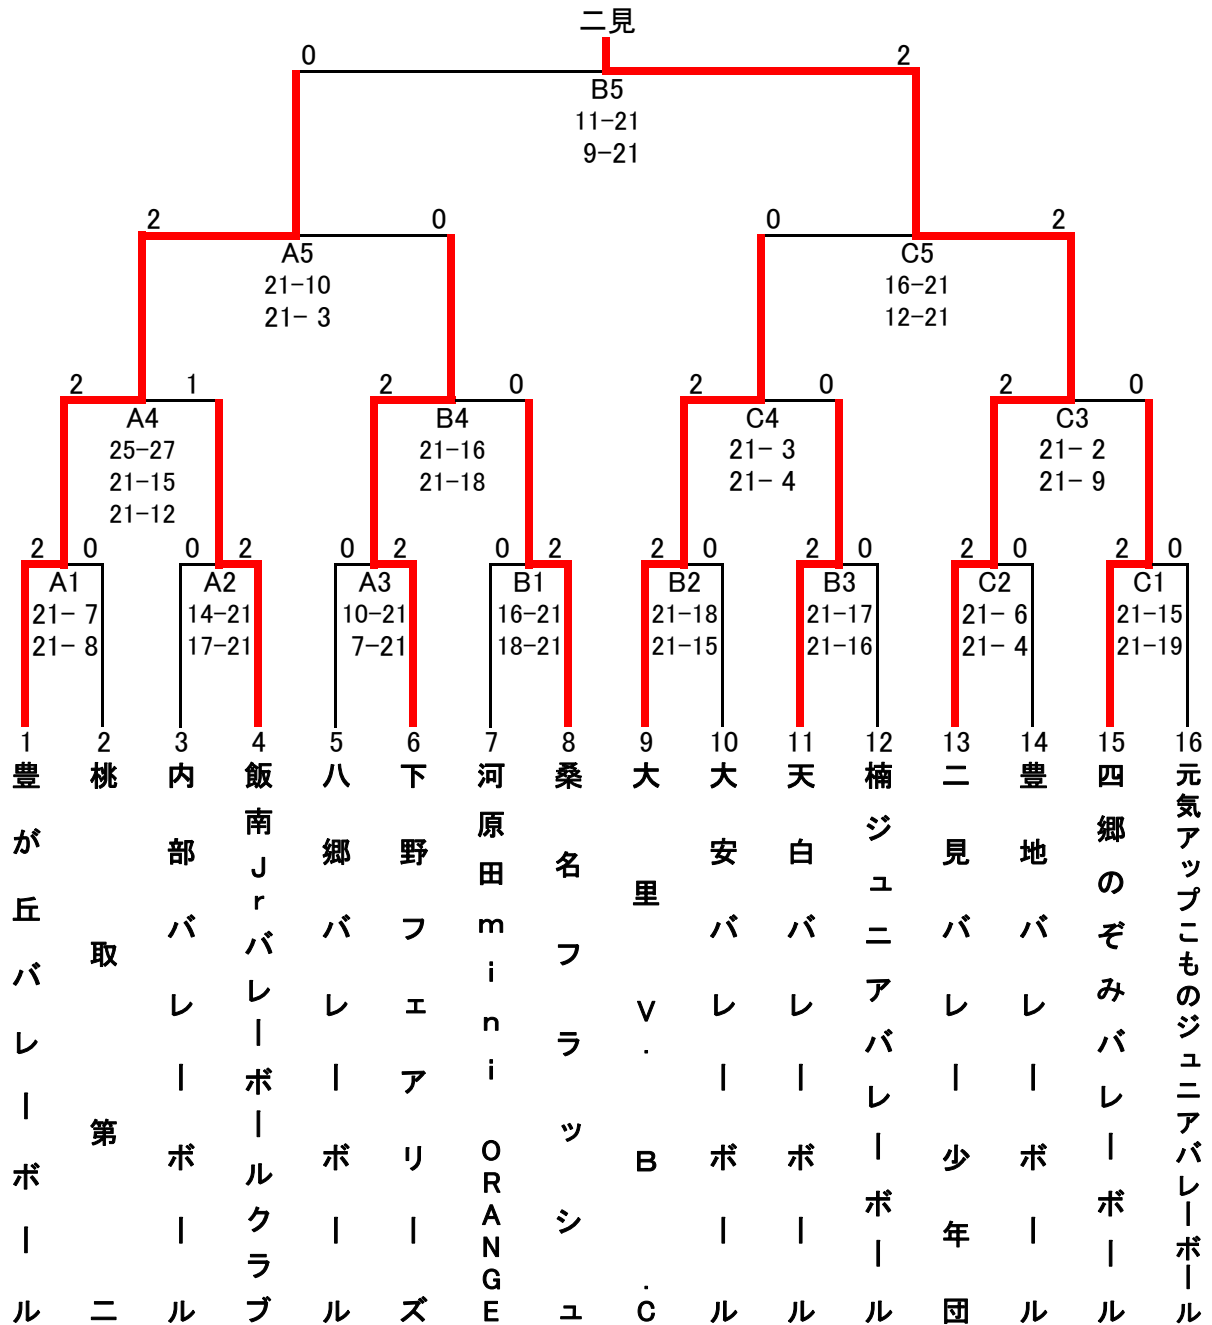 二見
0 2
B5
11-21
9-21
2 0 0 2
A5 C5
21-10 16-21
21- 3 12-21
2 1 2 0 2 0 2 0
A4 B4 C4 C3
25-27 21-16 21- 3 21- 2
21-15 21-18 21- 4 21- 9
21-12
2 0 0 2 0 2 0 2 2 0 2 0 2 0 2 0
A1 A2 A3 B1 B2 B3 C2 C1
21- 7 14-21 10-21 16-21 21-18 21-17 21- 6 21-15
21- 8 17-21 7-21 18-21 21-15 21-16 21- 4 21-19
1 2 3 4 5 6 7 8 9 10 11 12 13 14 15 16
豊が丘バレーボール
桃取第二
内部バレーボール
飯南Jrバレーボールクラブ
八郷バレーボール
下野フェアリーズ
河原田mini ORANGE
桑名フラッシュ
大里V.B.C
大安バレーボール
天白バレーボール
楠ジュニアバレーボール
二見バレー少年団
豊地バレーボール
四郷のぞみバレーボール
元気アップこものジュニアバレーボール